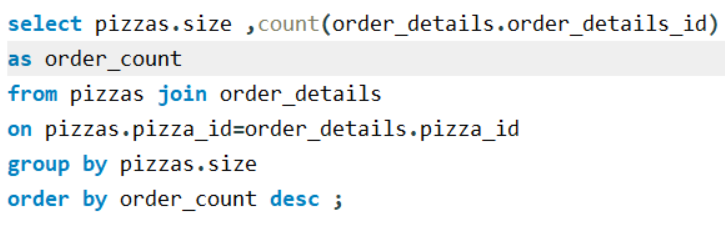 select pizzas.size ,count(order_details.order_details_id)
as order_count
from pizzas join order_details
on pizzas.pizza_id=order_details.pizza_id
group by pizzas.size
order by order_count desc ;